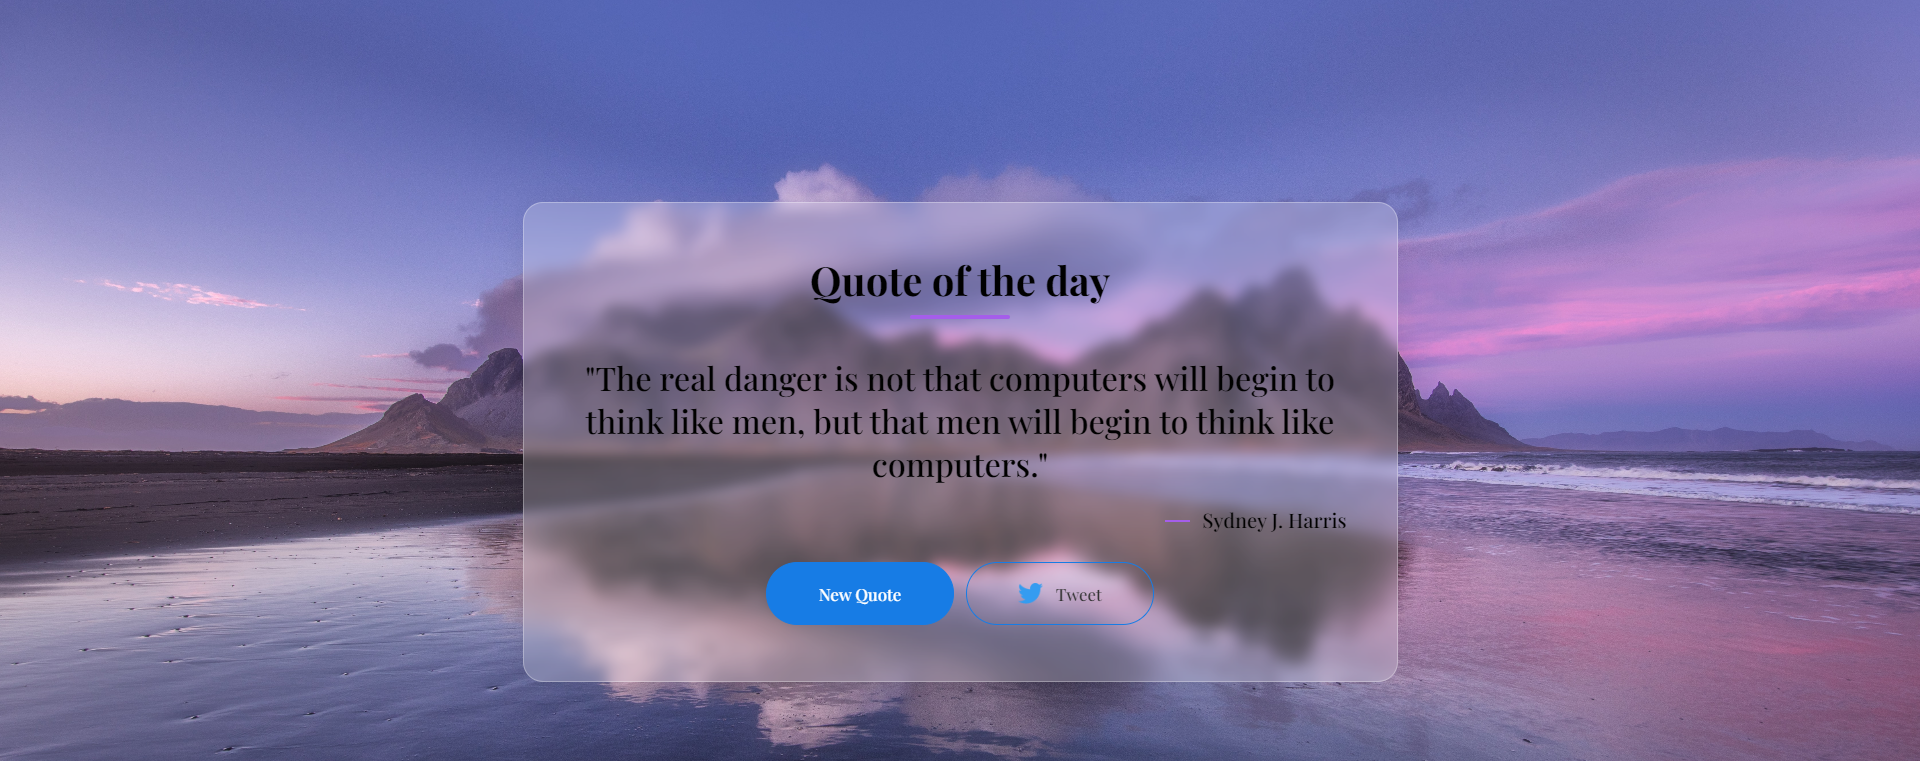 Quote of the day
"The real danger is not that computers will begin to
think like men, but that men will begin to think like
computers."
Sydney J. Harris
New Quote
Tweet